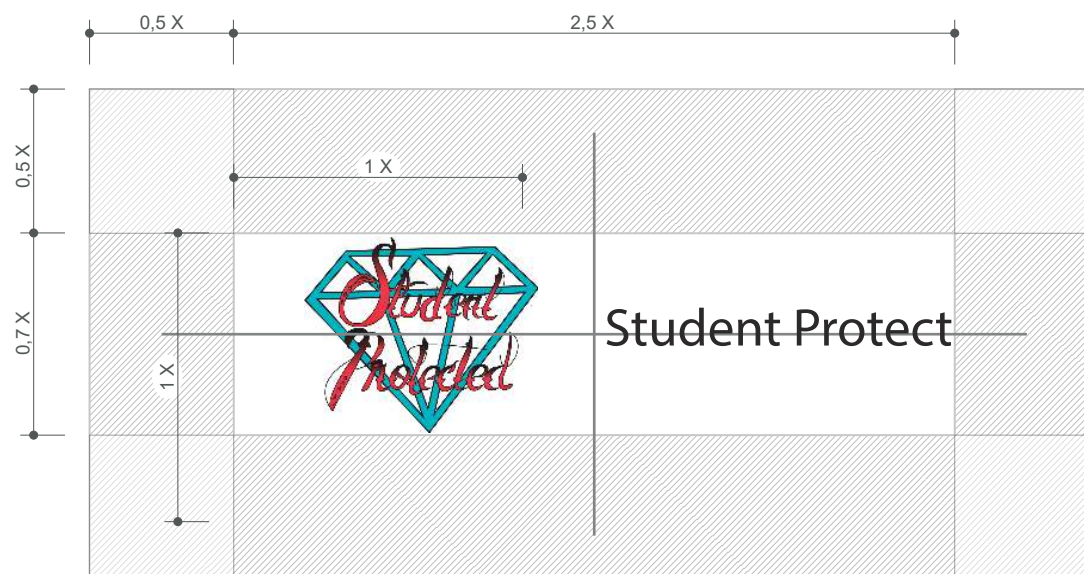 0,5 X
2,5 X
0,5 X
1 X
0,7 X
1 X
Student
Protected
Student Protect